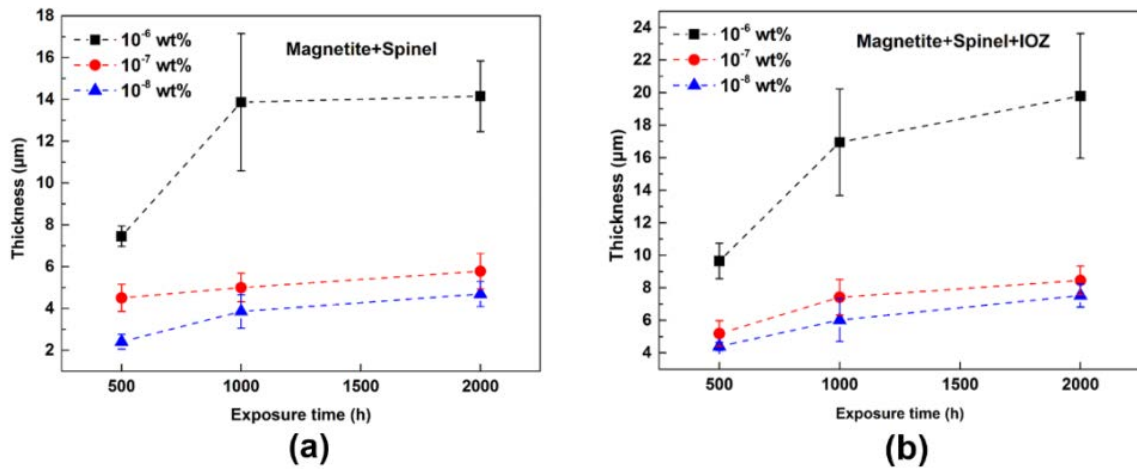 18
16
14
12
10
8
6
4
2
Thickness (μm)
10⁻⁶ wt%
10⁻⁷ wt%
10⁻⁸ wt%
Magnetite+Spinel
500 1000 1500 2000
Exposure time (h)
(a)
24
22
20
18
16
14
12
10
8
6
4
Thickness (μm)
10⁻⁶ wt%
10⁻⁷ wt%
10⁻⁸ wt%
Magnetite+Spinel+IOZ
500 1000 1500 2000
Exposure time (h)
(b)